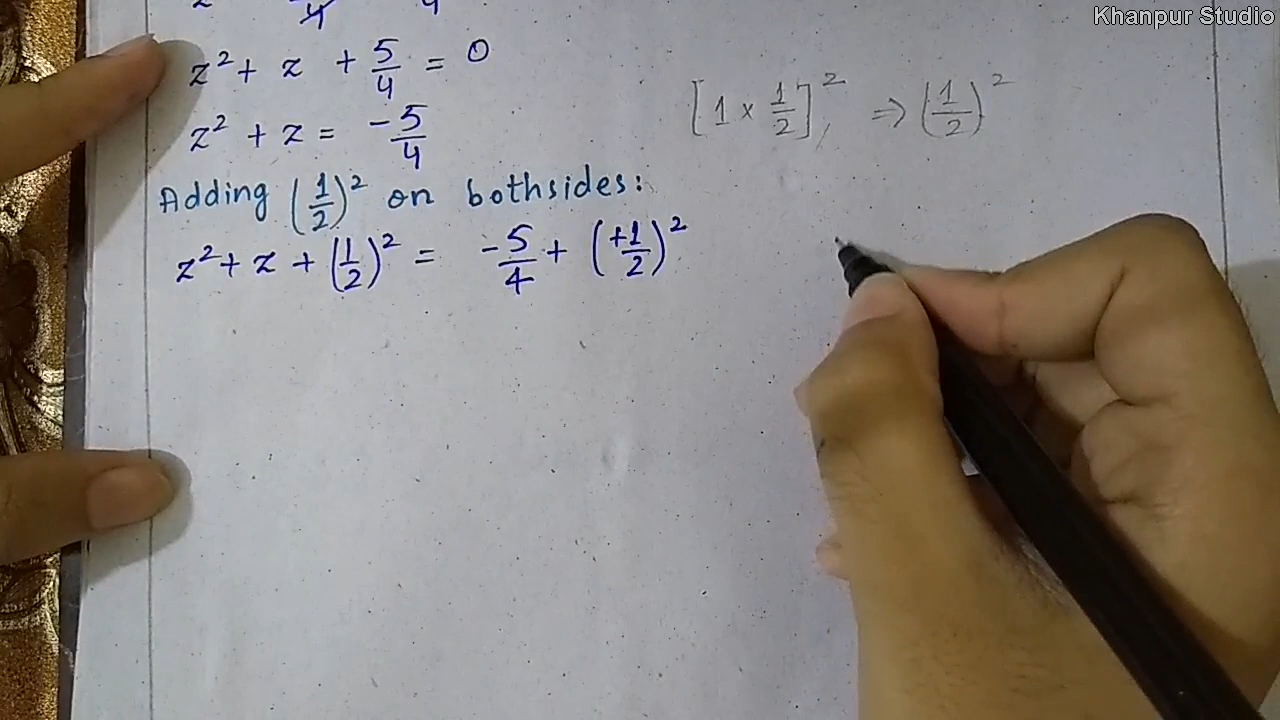 Khanpur Studio
z² + z + 5/4 = 0
z² + z = -5/4
[1 × 1/2]², ⇒ (1/2)²
Adding (1/2)² on bothsides:
z² + z + (1/2)² = -5/4 + (+1/2)²